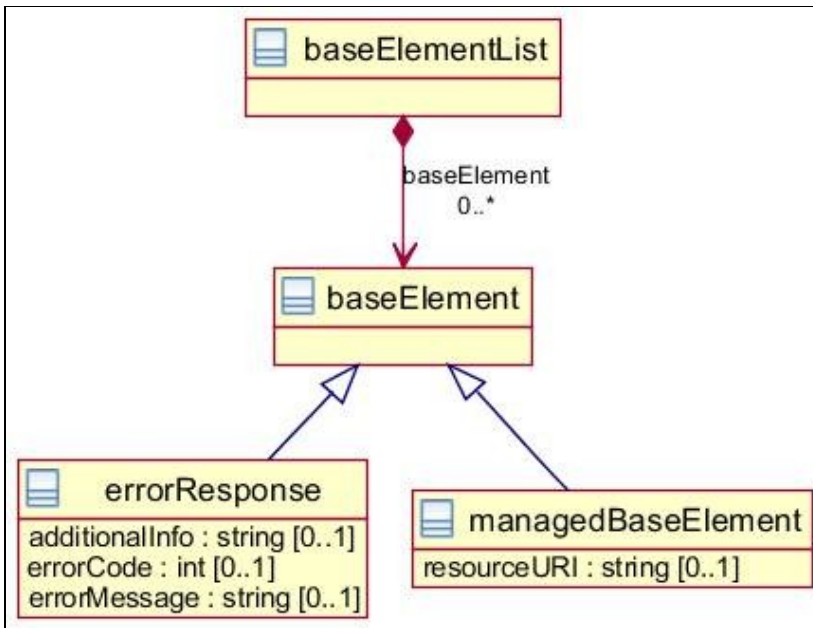 baseElementList
baseElement
0..*
baseElement
errorResponse
additionalInfo : string [0..1]
errorCode : int [0..1]
errorMessage : string [0..1]
managedBaseElement
resourceURI : string [0..1]